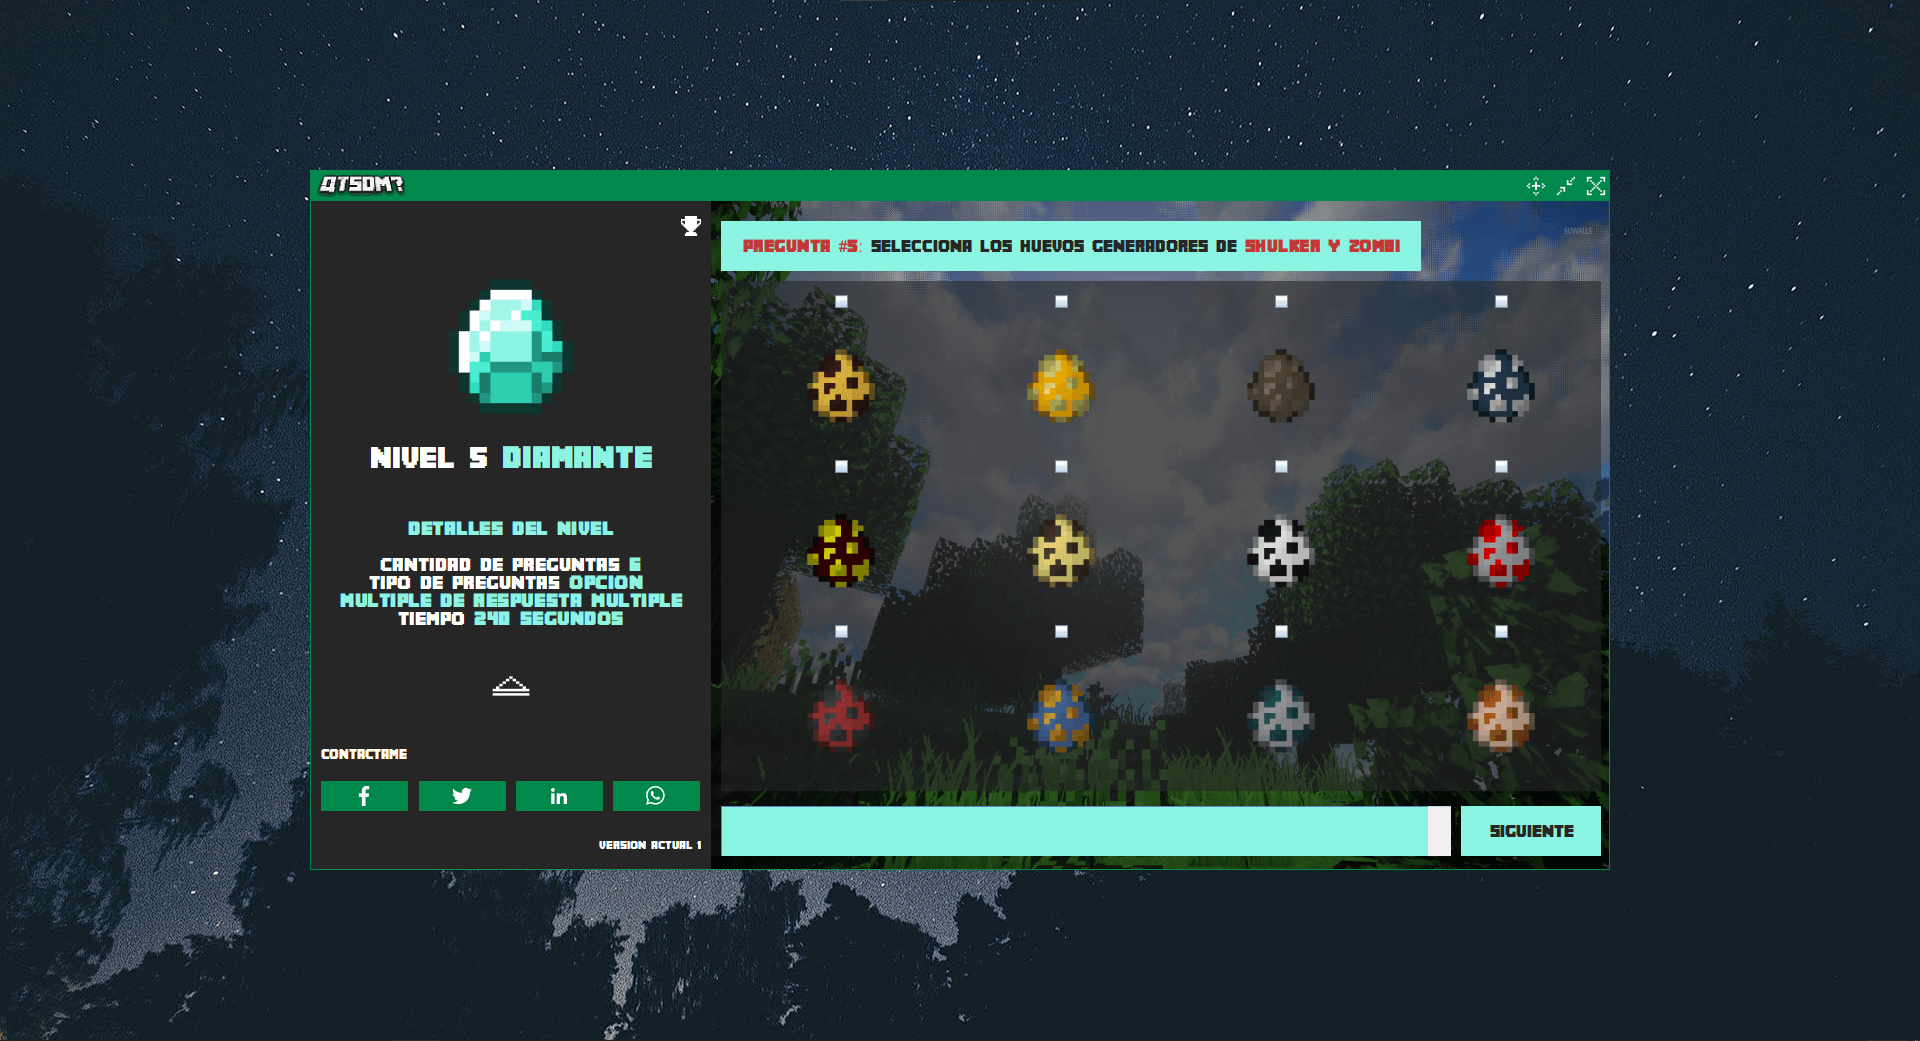 QTSDM?
PREGUNTA #5: SELECCIONA LOS HUEVOS GENERADORES DE SHULKER Y ZOMBI
SUWALLS
NIVEL 5 DIAMANTE
DETALLES DEL NIVEL
CANTIDAD DE PREGUNTAS 6
TIPO DE PREGUNTAS OPCION
MULTIPLE DE RESPUESTA MULTIPLE
TIEMPO 240 SEGUNDOS
CONTACTAME
VERSION ACTUAL 1
SIGUIENTE